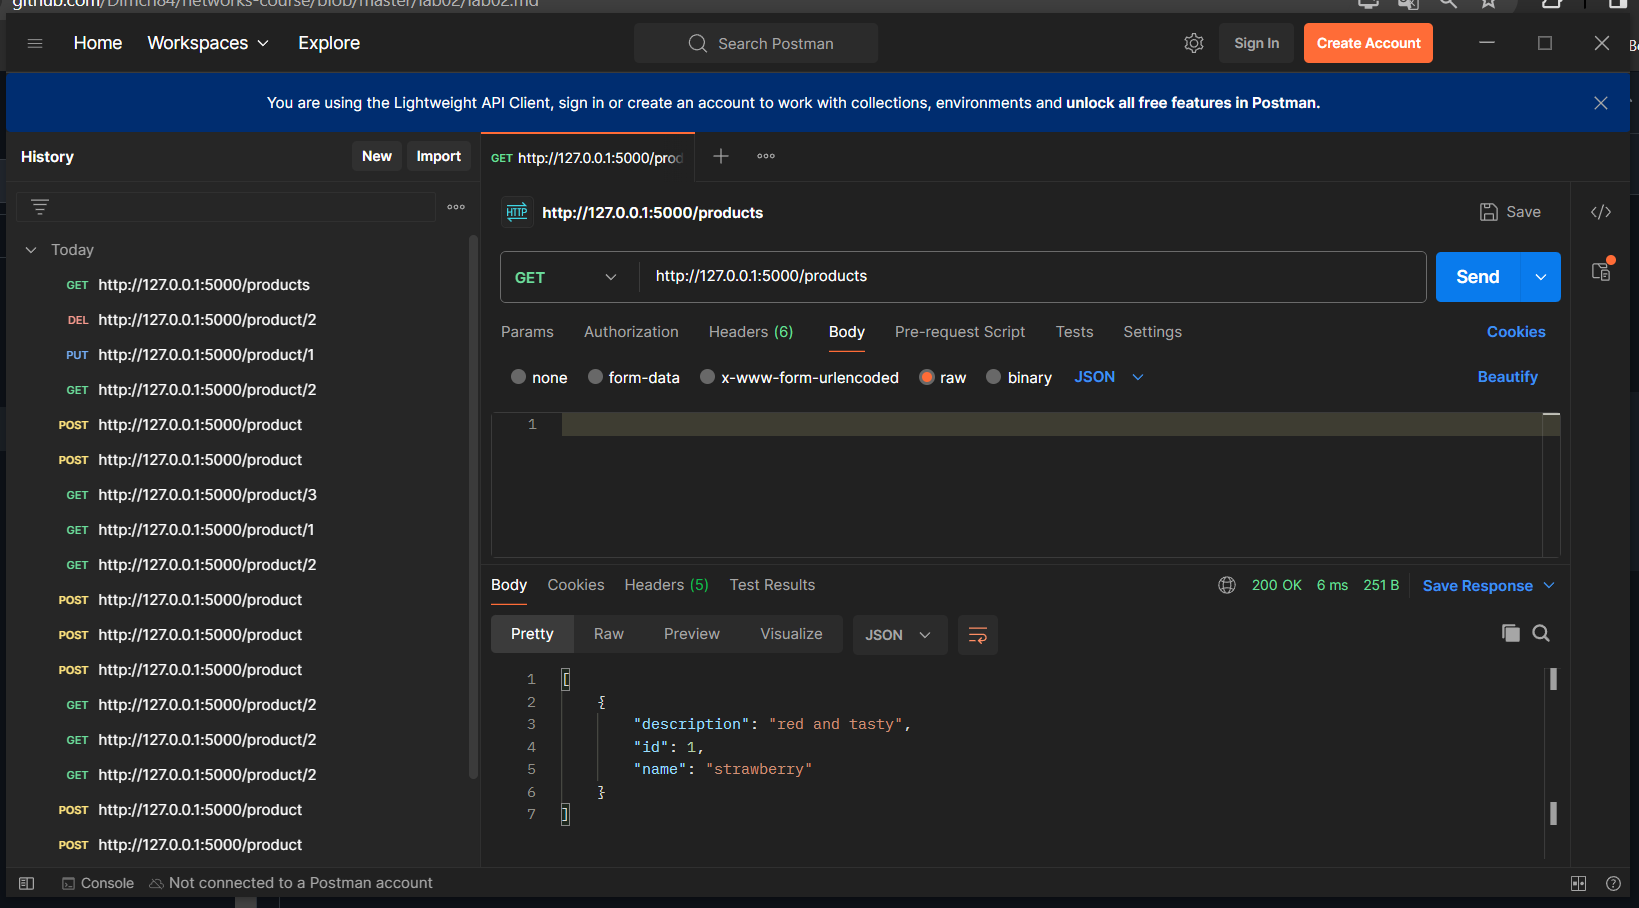 github.com/Dimch84/networks-course/blob/master/lab02/lab02.md
Home Workspaces Explore Search Postman Sign In Create Account
You are using the Lightweight API Client, sign in or create an account to work with collections, environments and unlock all free features in Postman.
History New Import
GET http://127.0.0.1:5000/prod
HTTP http://127.0.0.1:5000/products Save </>
Today
GET http://127.0.0.1:5000/products
DEL http://127.0.0.1:5000/product/2
PUT http://127.0.0.1:5000/product/1
GET http://127.0.0.1:5000/product/2
POST http://127.0.0.1:5000/product
POST http://127.0.0.1:5000/product
GET http://127.0.0.1:5000/product/3
GET http://127.0.0.1:5000/product/1
GET http://127.0.0.1:5000/product/2
POST http://127.0.0.1:5000/product
POST http://127.0.0.1:5000/product
POST http://127.0.0.1:5000/product
GET http://127.0.0.1:5000/product/2
GET http://127.0.0.1:5000/product/2
GET http://127.0.0.1:5000/product/2
POST http://127.0.0.1:5000/product
POST http://127.0.0.1:5000/product
GET http://127.0.0.1:5000/products Send
Params Authorization Headers (6) Body Pre-request Script Tests Settings Cookies
none form-data x-www-form-urlencoded raw binary JSON Beautify
1
Body Cookies Headers (5) Test Results 200 OK 6 ms 251 B Save Response
Pretty Raw Preview Visualize JSON
1 [
2 {
3 "description": "red and tasty",
4 "id": 1,
5 "name": "strawberry"
6 }
7 ]
Console Not connected to a Postman account